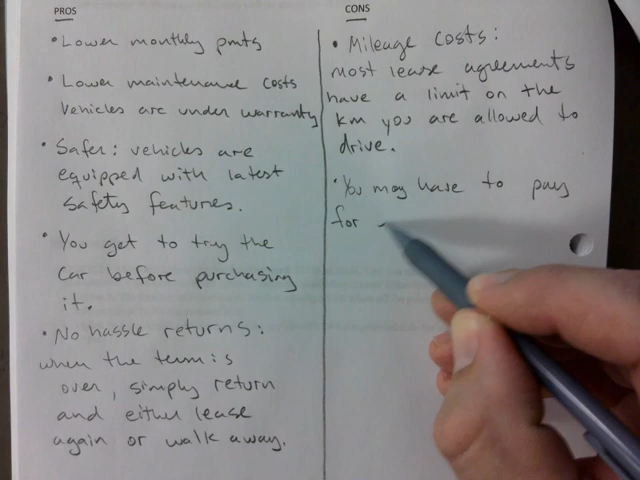 PROS
• Lower monthly pmts
• Lower maintenance costs
vehicles are under warranty
• Safer: vehicles are
equipped with latest
safety features.
• You get to try the
car before purchasing
it.
• No hassle returns:
when the term is
over, simply return
and either lease
again or walk away.
CONS
• Mileage costs:
most lease agreements
have a limit on the
km you are allowed to
drive.
• You may have to pay
for